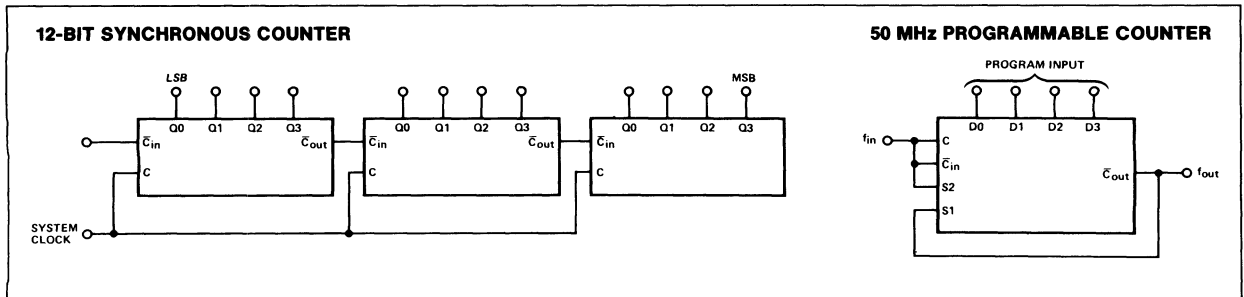 12-BIT SYNCHRONOUS COUNTER
LSB MSB
Q0 Q1 Q2 Q3 Q0 Q1 Q2 Q3 Q0 Q1 Q2 Q3
C̅in C̅out C̅in C̅out C̅in
C C C
SYSTEM
CLOCK
50 MHz PROGRAMMABLE COUNTER
PROGRAM INPUT
D0 D1 D2 D3
fin C
C̅in
C̅out fout
S2
S1